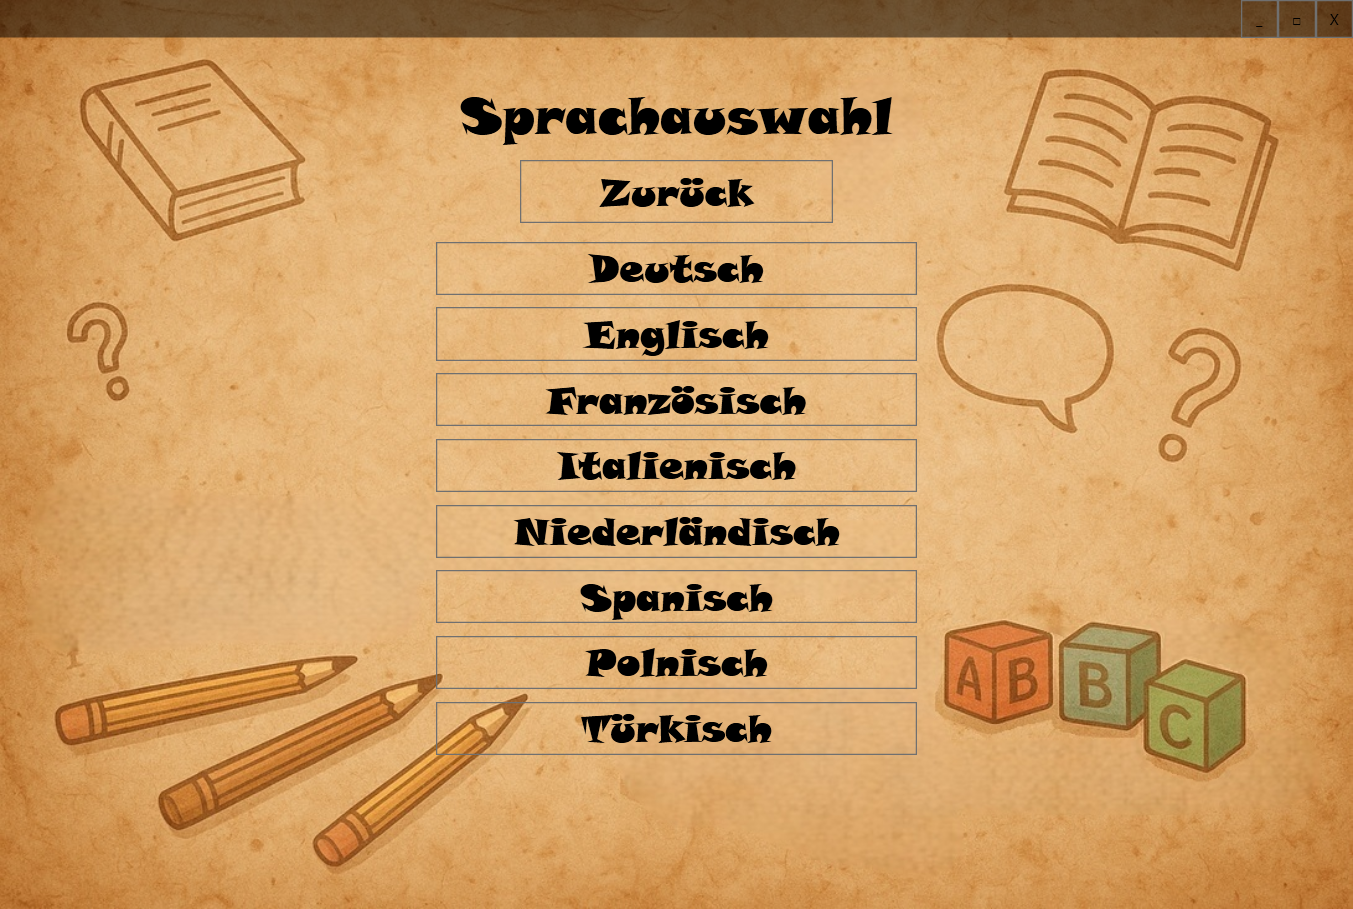 _ □ X
Sprachauswahl
Zurück
Deutsch
Englisch
Französisch
Italienisch
Niederländisch
Spanisch
Polnisch
Türkisch
A B B C